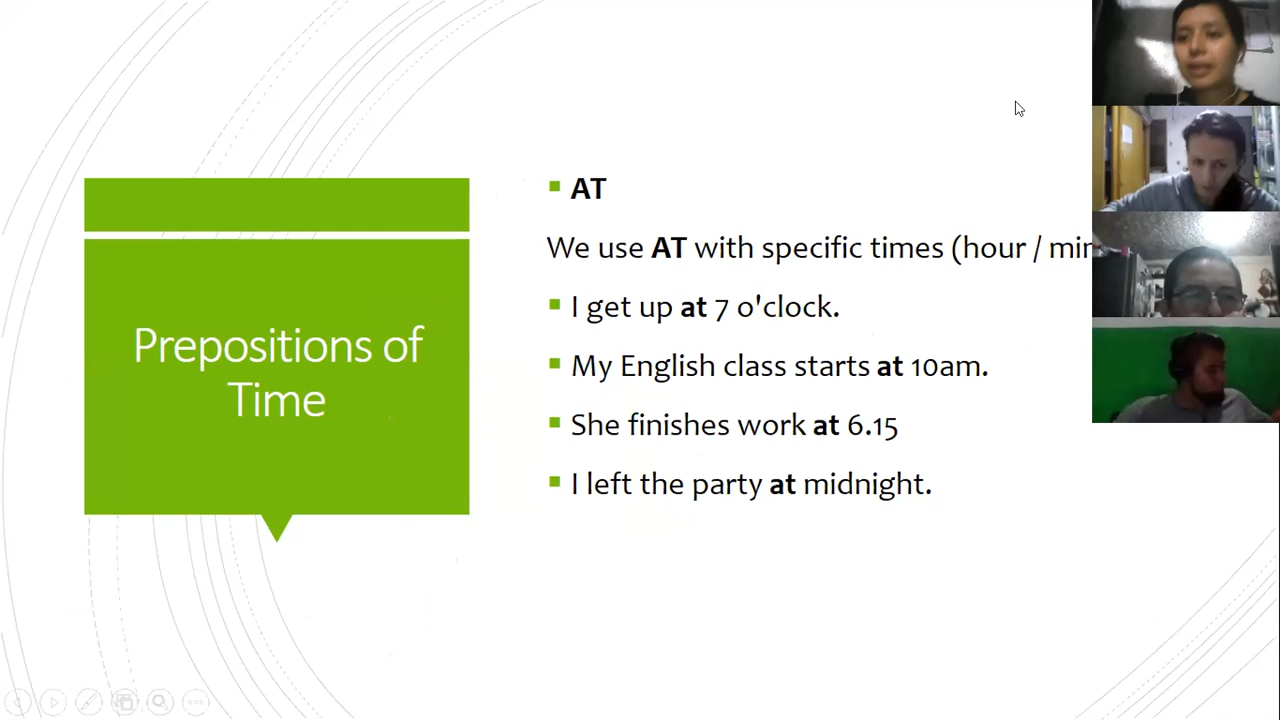 Prepositions of
Time
AT
We use AT with specific times (hour /
I get up at 7 o'clock.
My English class starts at 10am.
She finishes work at 6.15
I left the party at midnight.